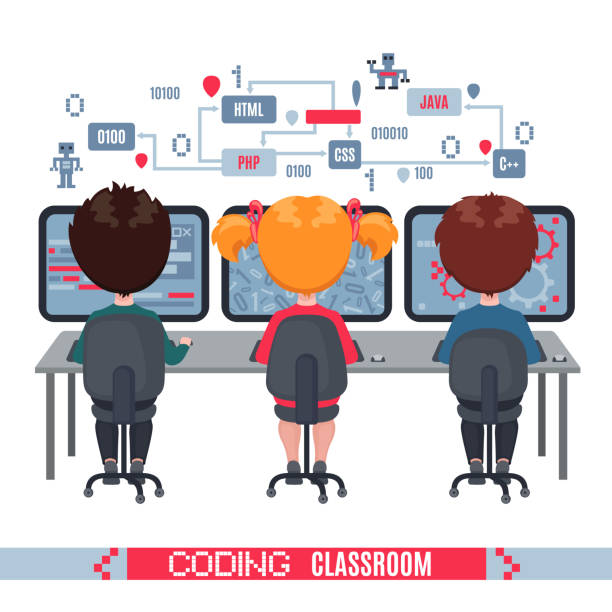 1
10100
HTML
JAVA
0
0100
0
010010
0
PHP
CSS
C++
0100
1
100
CODING CLASSROOM